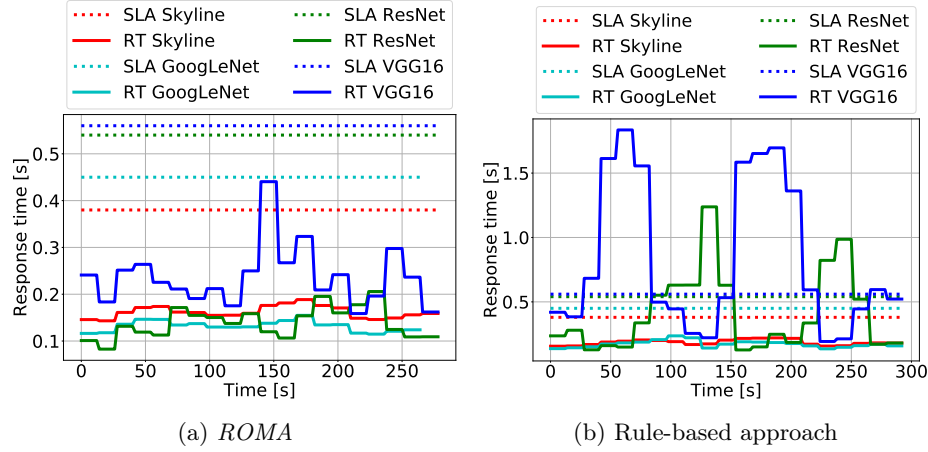 SLA Skyline
RT Skyline
SLA GoogLeNet
RT GoogLeNet
SLA ResNet
RT ResNet
SLA VGG16
RT VGG16
Response time [s]
0.5
0.4
0.3
0.2
0.1
0 50 100 150 200 250
Time [s]
(a) ROMA
SLA Skyline
RT Skyline
SLA GoogLeNet
RT GoogLeNet
SLA ResNet
RT ResNet
SLA VGG16
RT VGG16
Response time [s]
1.5
1.0
0.5
0 50 100 150 200 250 300
Time [s]
(b) Rule-based approach